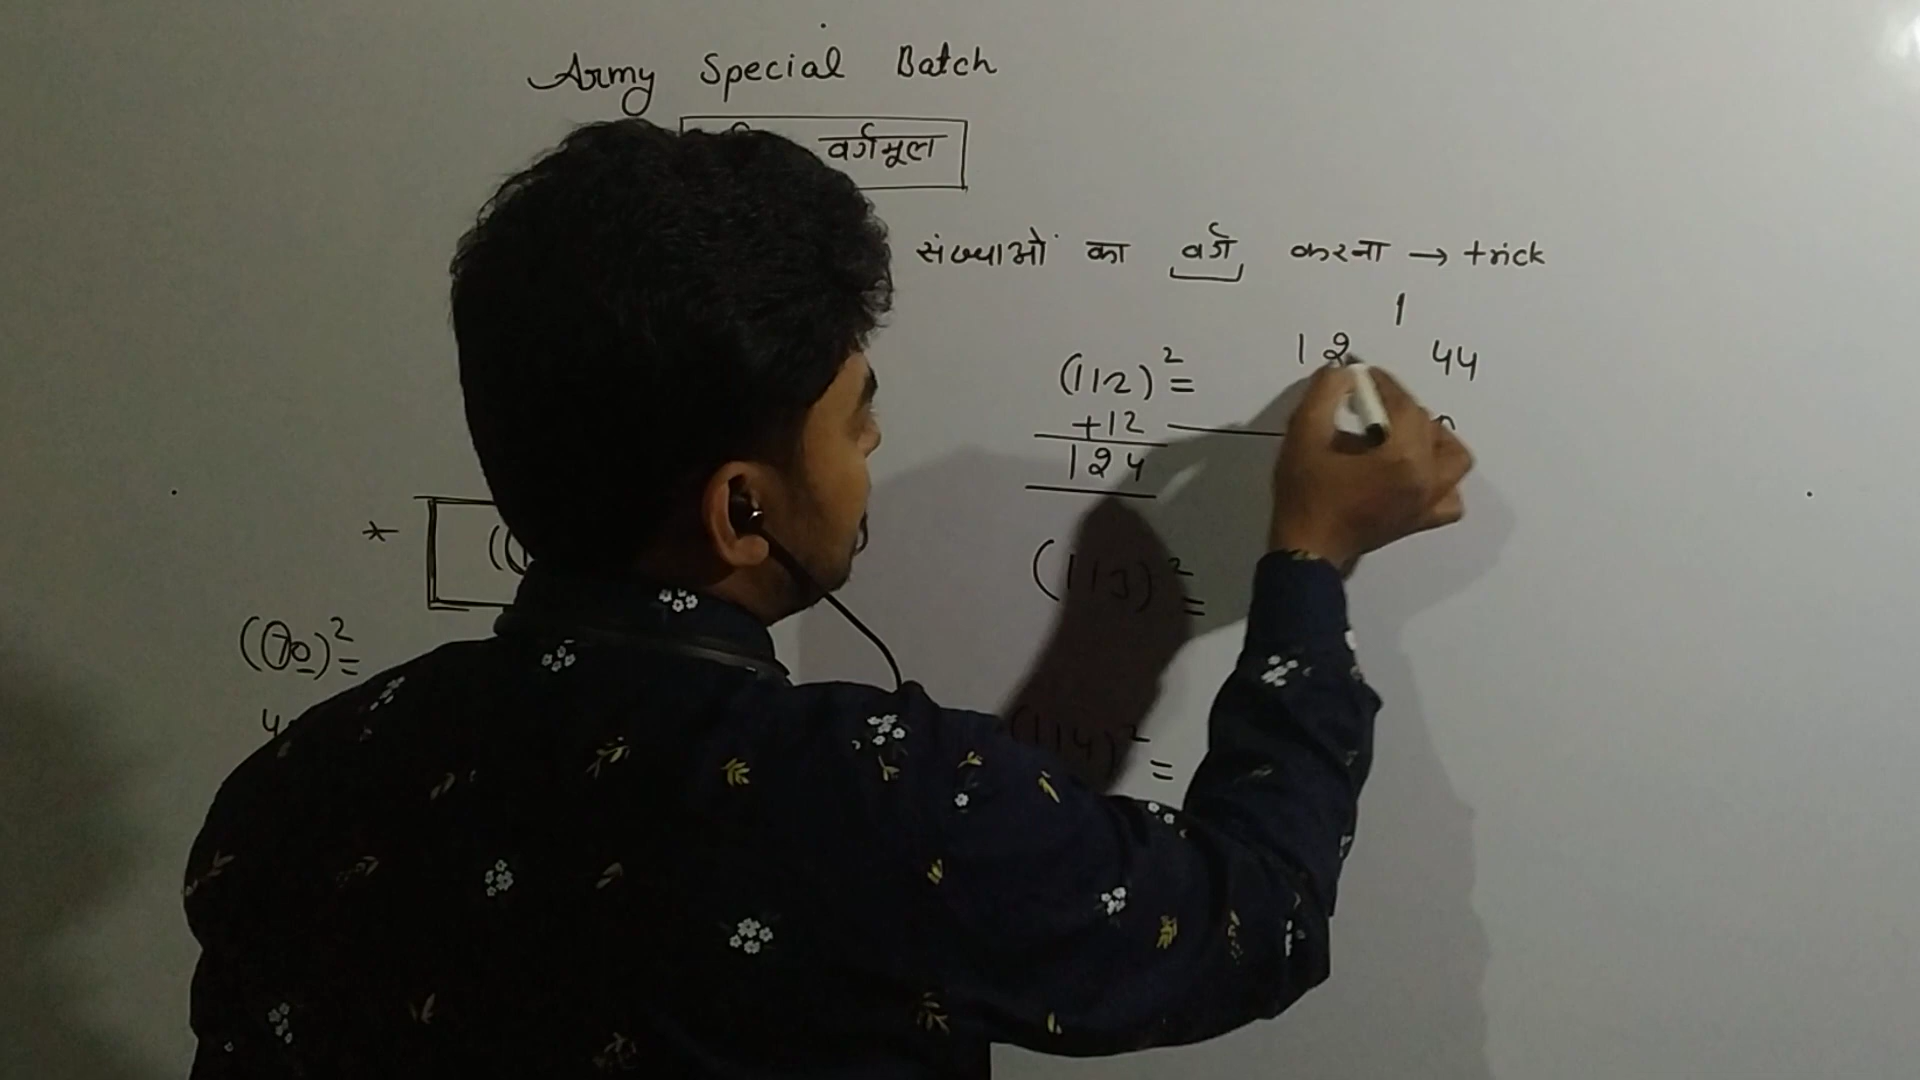 Army Special Batch
वर्गमूल
संख्याओं का वर्ग करना → trick
1
(112)² = 12 44
+12
124
*
(113)² =
(70)² =
4
(114)² =